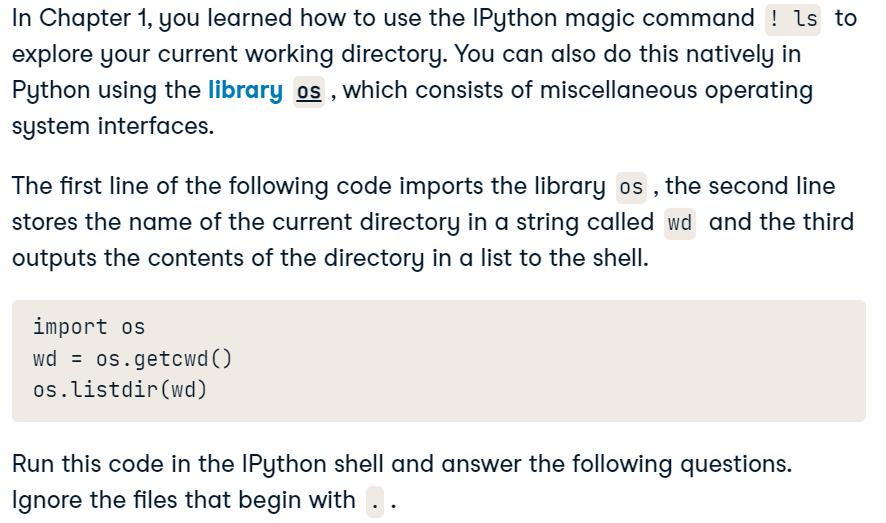 In Chapter 1, you learned how to use the IPython magic command ! ls to
explore your current working directory. You can also do this natively in
Python using the library os , which consists of miscellaneous operating
system interfaces.
The first line of the following code imports the library os , the second line
stores the name of the current directory in a string called wd and the third
outputs the contents of the directory in a list to the shell.
import os
wd = os.getcwd()
os.listdir(wd)
Run this code in the IPython shell and answer the following questions.
Ignore the files that begin with . .